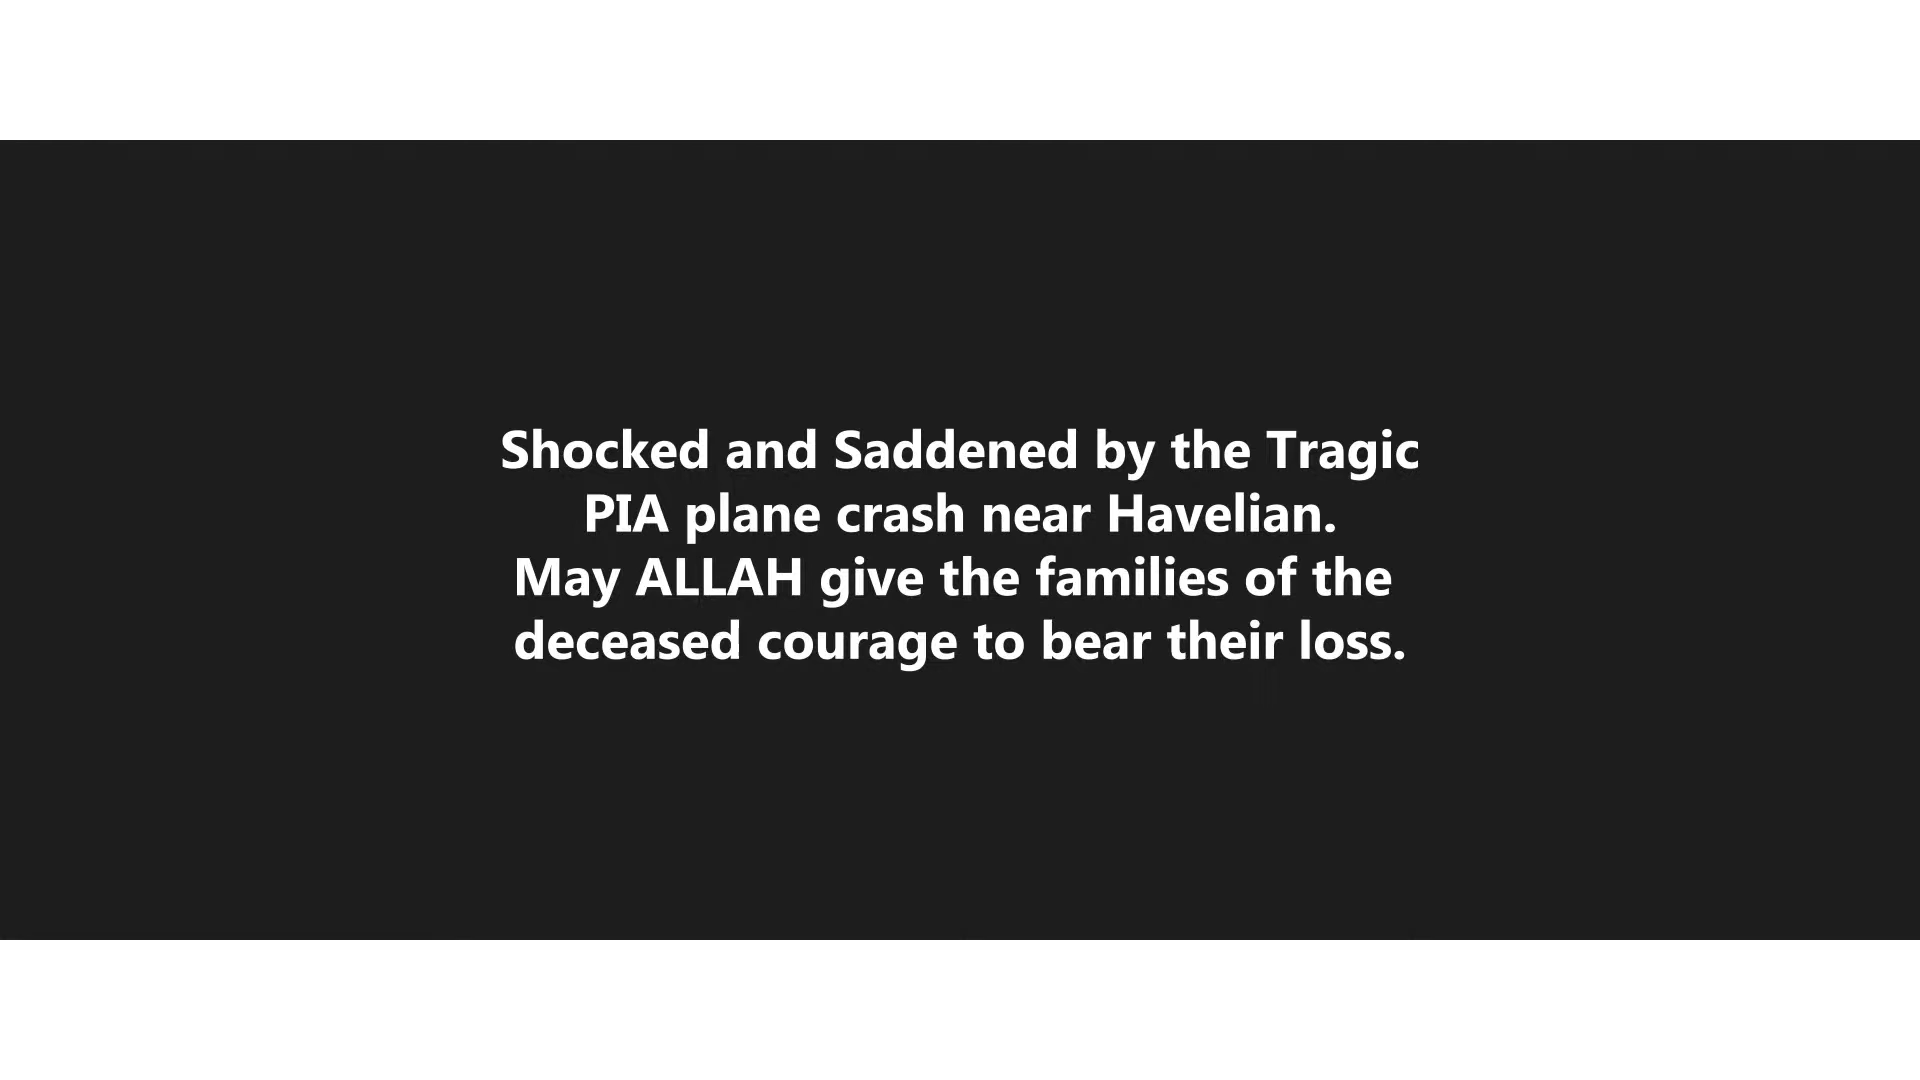 Shocked and Saddened by the Tragic
PIA plane crash near Havelian.
May ALLAH give the families of the
deceased courage to bear their loss.